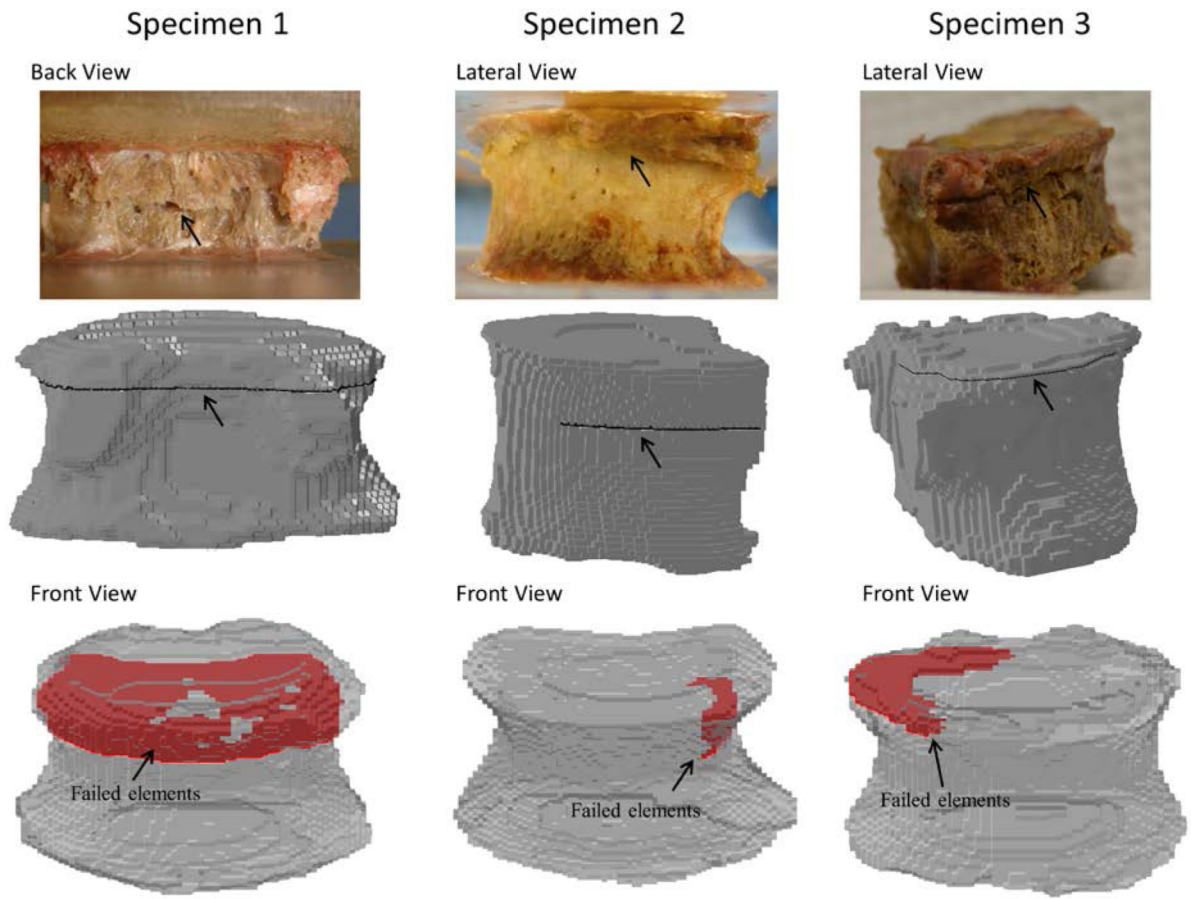 Specimen 1
Specimen 2
Specimen 3
Back View
Lateral View
Lateral View
Front View
Front View
Front View
Failed elements
Failed elements
Failed elements